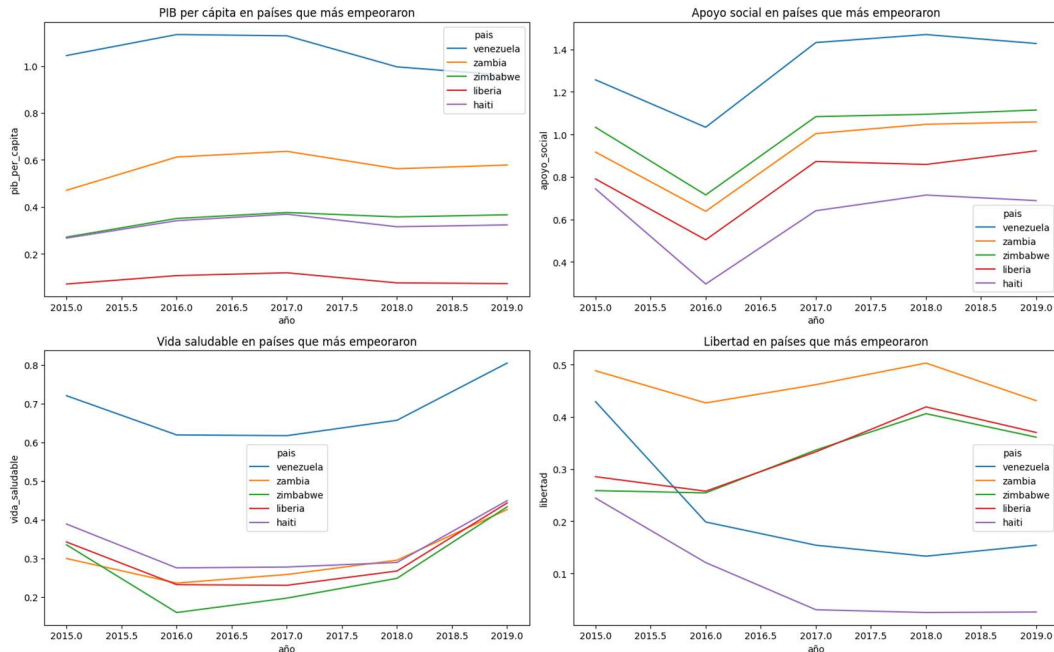 PIB per cápita en países que más empeoraron
pib_per_capita
1.0
0.8
0.6
0.4
0.2
pais
venezuela
zambia
zimbabwe
liberia
haiti
2015.0 2015.5 2016.0 2016.5 2017.0 2017.5 2018.0 2018.5 2019.0
año
Apoyo social en países que más empeoraron
apoyo_social
1.4
1.2
1.0
0.8
0.6
0.4
pais
venezuela
zambia
zimbabwe
liberia
haiti
2015.0 2015.5 2016.0 2016.5 2017.0 2017.5 2018.0 2018.5 2019.0
año
Vida saludable en países que más empeoraron
vida_saludable
0.8
0.7
0.6
0.5
0.4
0.3
0.2
pais
venezuela
zambia
zimbabwe
liberia
haiti
2015.0 2015.5 2016.0 2016.5 2017.0 2017.5 2018.0 2018.5 2019.0
año
Libertad en países que más empeoraron
libertad
0.5
0.4
0.3
0.2
0.1
pais
venezuela
zambia
zimbabwe
liberia
haiti
2015.0 2015.5 2016.0 2016.5 2017.0 2017.5 2018.0 2018.5 2019.0
año